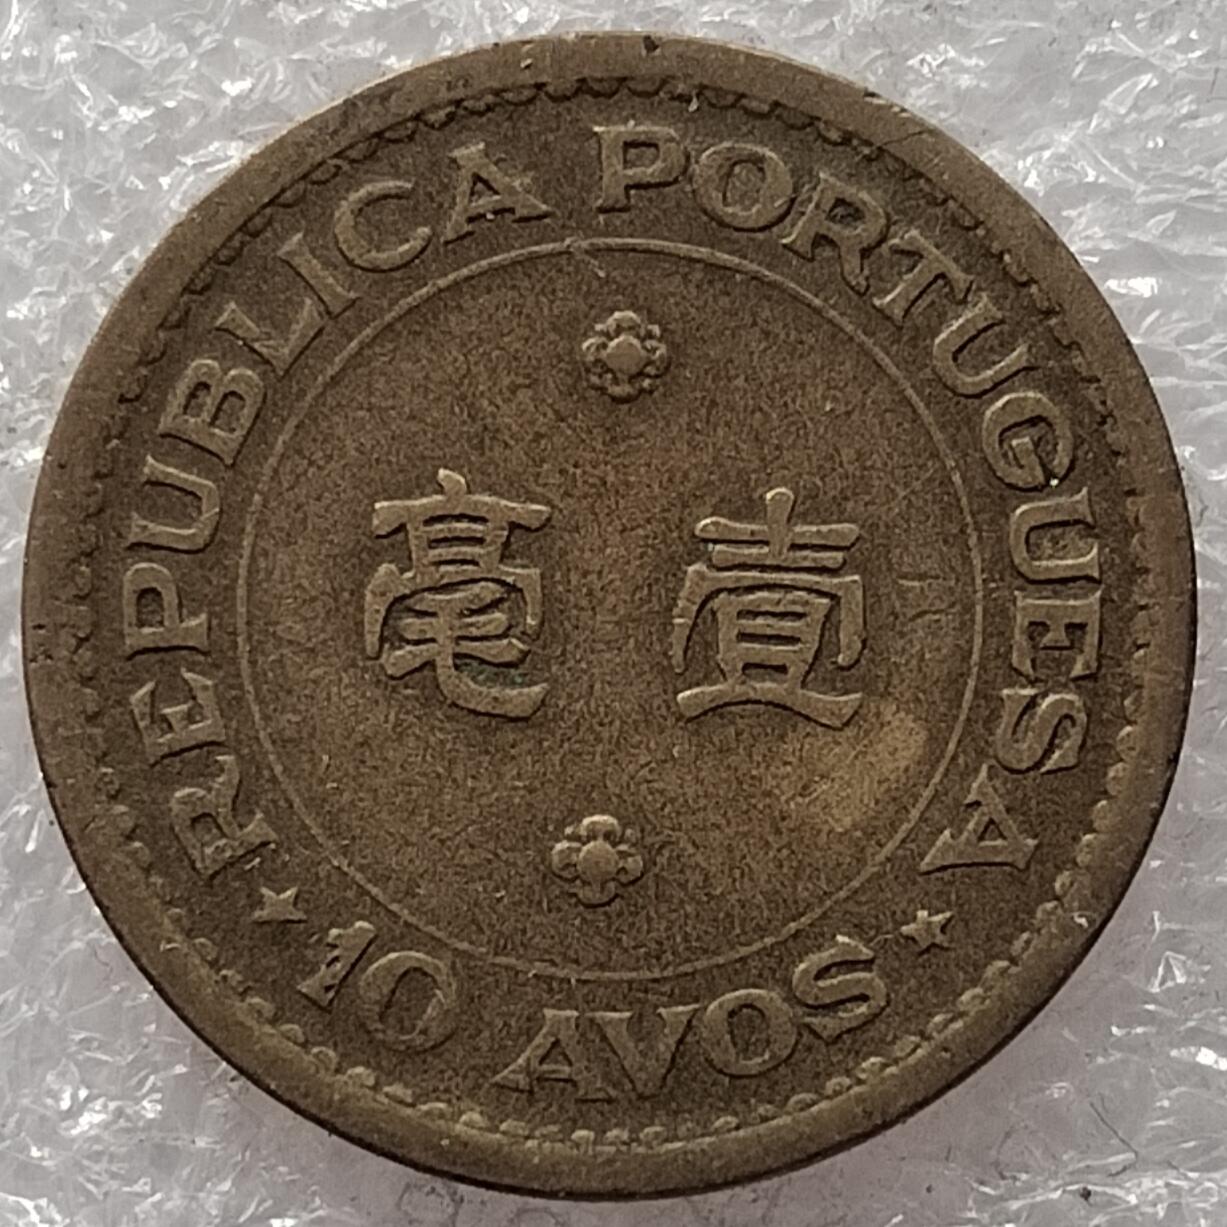 REPUBLICA PORTUGUESA
毫 壹
★ 10 AVOS ★